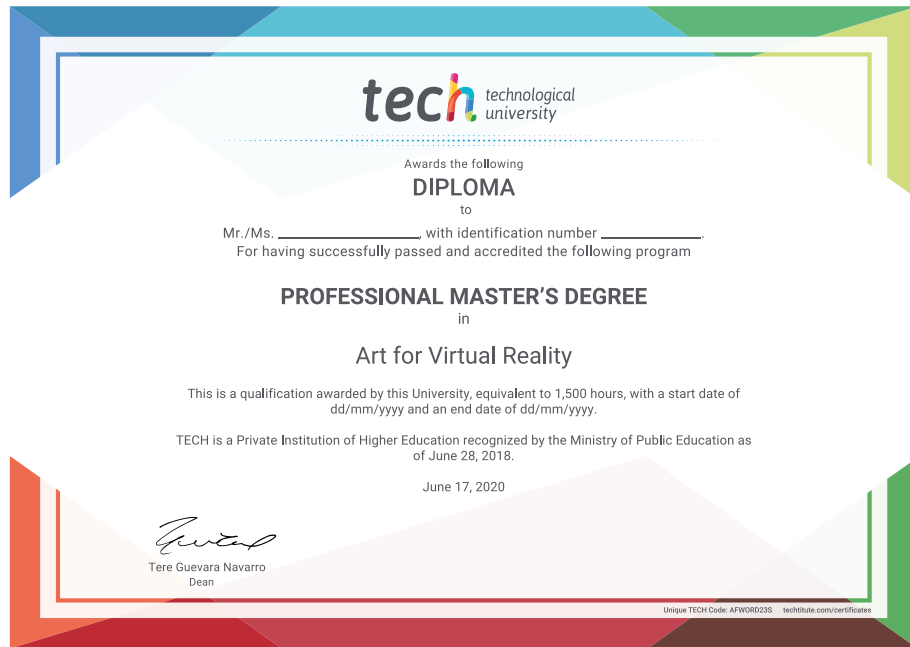 tech technological
university
Awards the following
DIPLOMA
to
Mr./Ms. ____________________, with identification number ______________.
For having successfully passed and accredited the following program
PROFESSIONAL MASTER'S DEGREE
in
Art for Virtual Reality
This is a qualification awarded by this University, equivalent to 1,500 hours, with a start date of
dd/mm/yyyy and an end date of dd/mm/yyyy.
TECH is a Private Institution of Higher Education recognized by the Ministry of Public Education as
of June 28, 2018.
June 17, 2020
Tere Guevara Navarro
Dean
Unique TECH Code: AFWORD23S techtitute.com/certificates